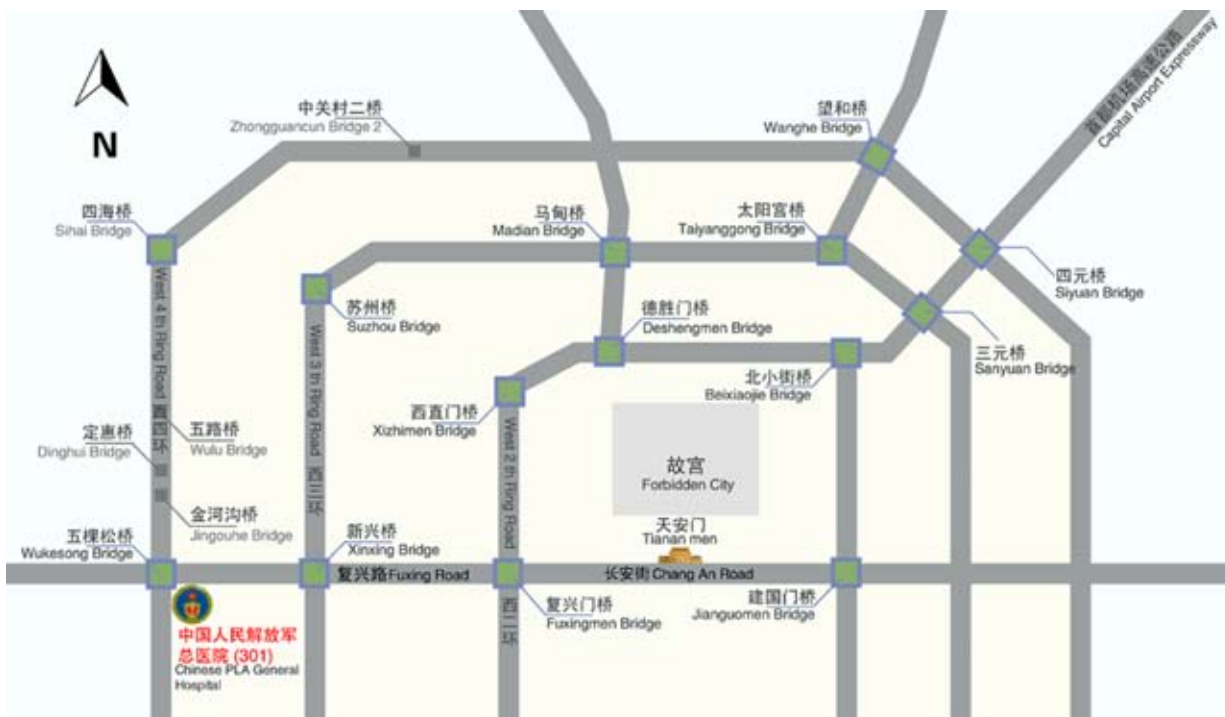 首都机场高速公路
Capital Airport Expressway
中关村二桥
Zhongguancun Bridge 2
望和桥
Wanghe Bridge
N
四海桥
Sihai Bridge
马甸桥
Madian Bridge
太阳宫桥
Taiyanggong Bridge
四元桥
Siyuan Bridge
苏州桥
Suzhou Bridge
德胜门桥
Deshengmen Bridge
三元桥
Sanyuan Bridge
北小街桥
Beixiaojie Bridge
西直门桥
Xizhimen Bridge
West 4 th Ring Road 西四环
West 3 th Ring Road 西三环
West 2 th Ring Road
西二环
定惠桥
Dinghui Bridge
五路桥
Wulu Bridge
故宫
Forbidden City
金河沟桥
Jingouhe Bridge
天安门
Tianan men
五棵松桥
Wukesong Bridge
新兴桥
Xinxing Bridge
复兴路Fuxing Road
长安街 Chang An Road
复兴门桥
Fuxingmen Bridge
建国门桥
Jianguomen Bridge
中国人民解放军
总医院 (301)
Chinese PLA General
Hospital